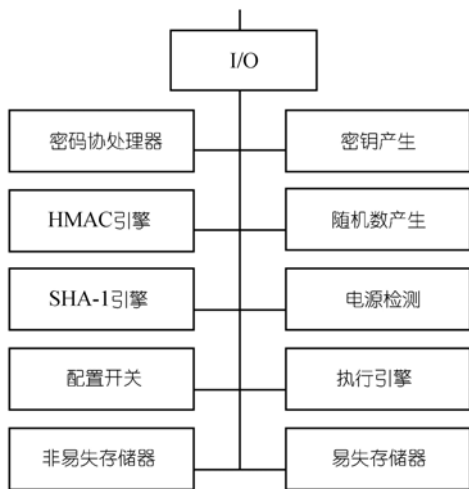 I/O
密码协处理器
密钥产生
HMAC引擎
随机数产生
SHA-1引擎
电源检测
配置开关
执行引擎
非易失存储器
易失存储器